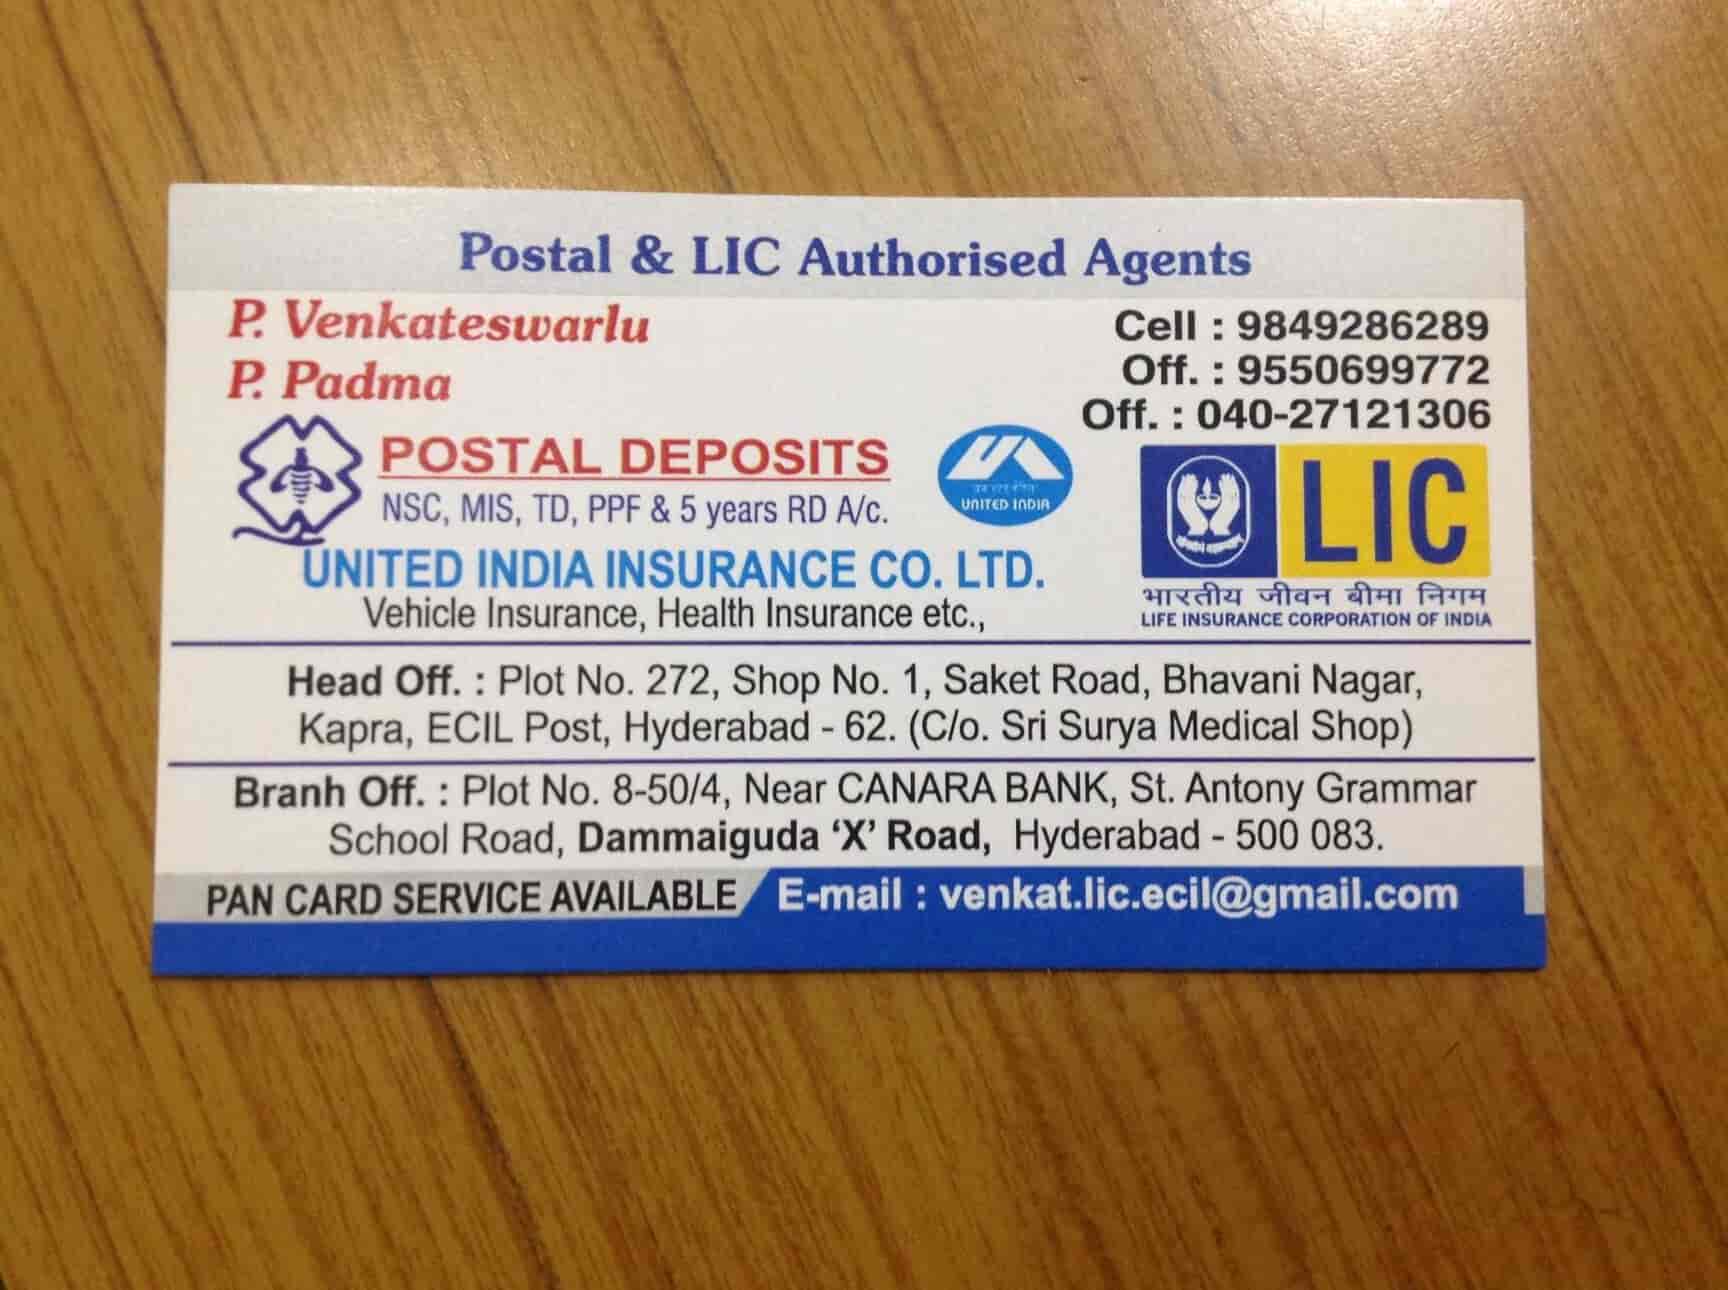 Postal & LIC Authorised Agents
P. Venkateswarlu
P. Padma
Cell : 9849286289
Off. : 9550699772
Off. : 040-27121306
POSTAL DEPOSITS
NSC, MIS, TD, PPF & 5 years RD A/c.
UNITED INDIA
LIC
भारतीय जीवन बीमा निगम
LIFE INSURANCE CORPORATION OF INDIA
UNITED INDIA INSURANCE CO. LTD.
Vehicle Insurance, Health Insurance etc.,
Head Off. : Plot No. 272, Shop No. 1, Saket Road, Bhavani Nagar,
Kapra, ECIL Post, Hyderabad - 62. (C/o. Sri Surya Medical Shop)
Branh Off. : Plot No. 8-50/4, Near CANARA BANK, St. Antony Grammar
School Road, Dammaiguda ‘X’ Road, Hyderabad - 500 083.
PAN CARD SERVICE AVAILABLE
E-mail : venkat.lic.ecil@gmail.com